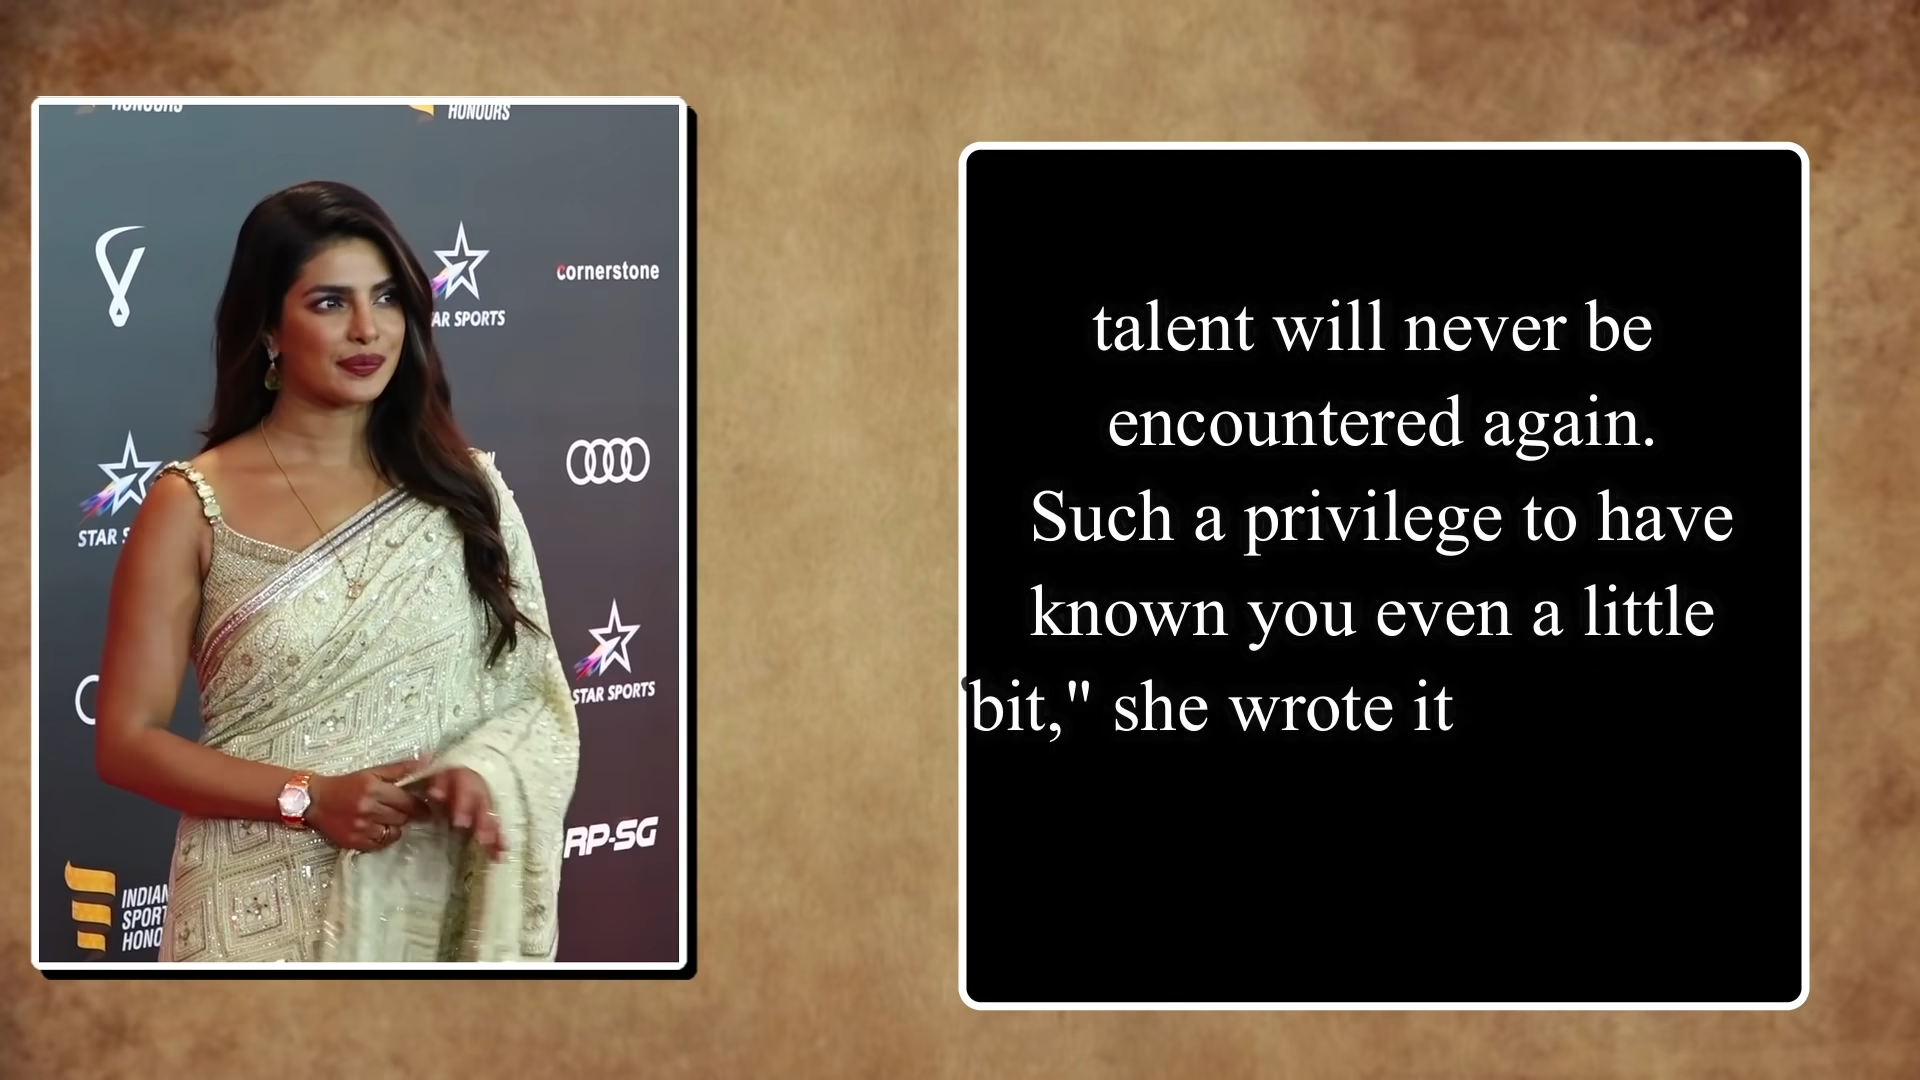 HONOURS
HONOURS
STAR SPORTS
cornerstone
STAR
STAR SPORTS
RP-SG
INDIAN
SPORT
HONO
talent will never be
encountered again.
Such a privilege to have
known you even a little
bit," she wrote it